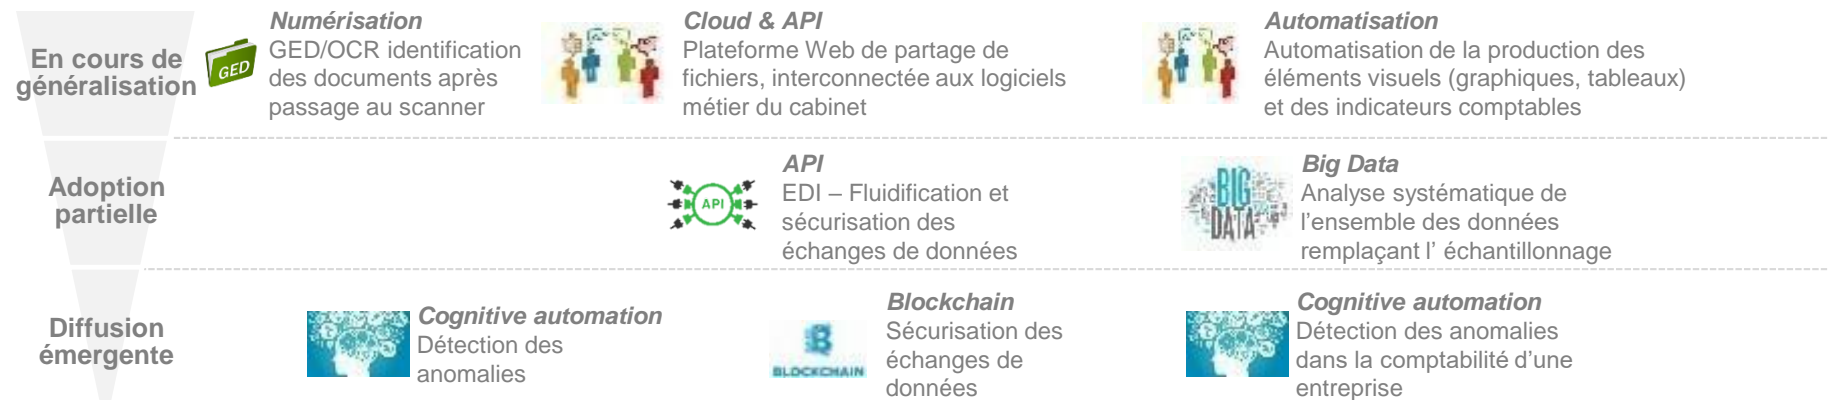 En cours de
généralisation
GED
Numérisation
GED/OCR identification
des documents après
passage au scanner
Cloud & API
Plateforme Web de partage de
fichiers, interconnectée aux logiciels
métier du cabinet
Automatisation
Automatisation de la production des
éléments visuels (graphiques, tableaux)
et des indicateurs comptables
Adoption
partielle
API
API
EDI – Fluidification et
sécurisation des
échanges de données
BIG
DATA
Big Data
Analyse systématique de
l'ensemble des données
remplaçant l' échantillonnage
Diffusion
émergente
Cognitive automation
Détection des
anomalies
BLOCKCHAIN
Blockchain
Sécurisation des
échanges de
données
Cognitive automation
Détection des anomalies
dans la comptabilité d'une
entreprise